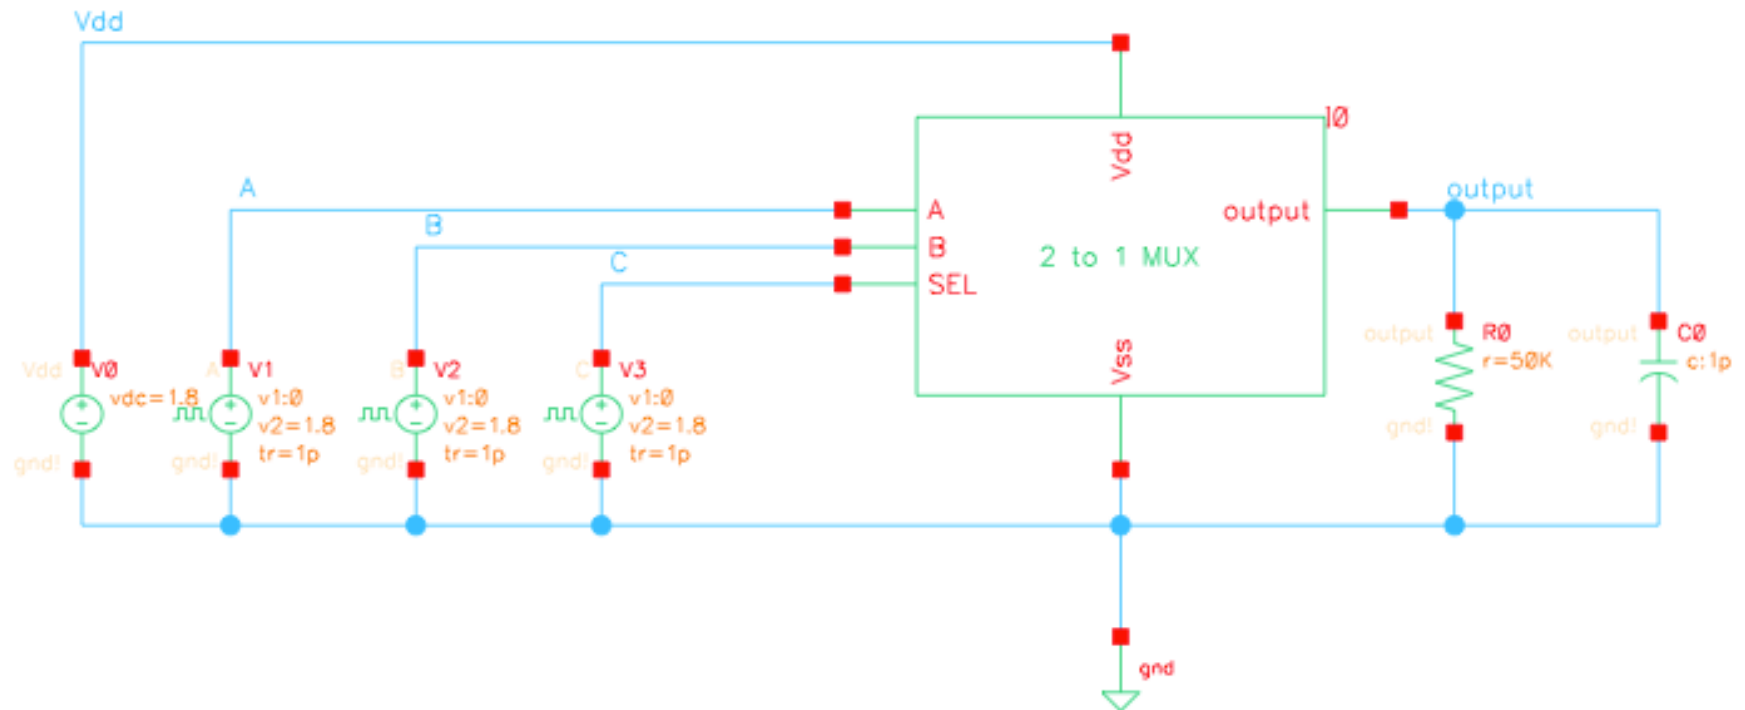 Vdd
I0
Vdd
A
A
output
output
B
B
2 to 1 MUX
C
SEL
Vss
output
R0
r=50K
gnd!
output
C0
c:1p
gnd!
Vdd
V0
vdc=1.8
gnd!
A
V1
v1:0
v2=1.8
tr=1p
gnd!
B
V2
v1:0
v2=1.8
tr=1p
gnd!
C
V3
v1:0
v2=1.8
tr=1p
gnd!
gnd